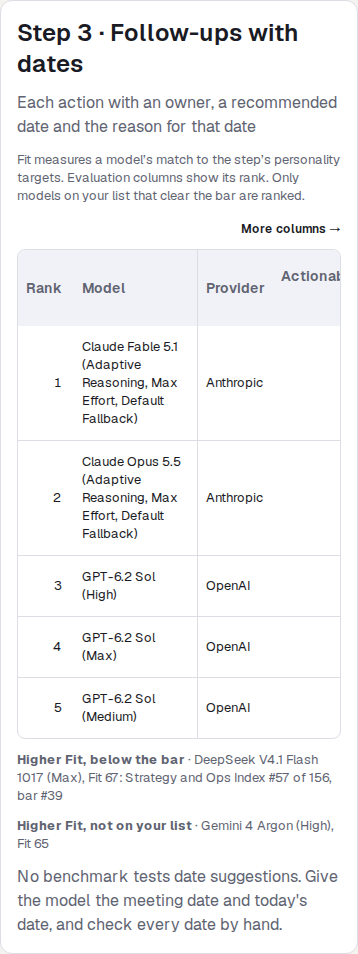 Step 3 · Follow-ups with
dates
Each action with an owner, a recommended
date and the reason for that date
Fit measures a model's match to the step's personality
targets. Evaluation columns show its rank. Only
models on your list that clear the bar are ranked.
More columns →
Rank Model Provider Actionab
1 Claude Fable 5.1 (Adaptive Reasoning, Max Effort, Default Fallback) Anthropic
2 Claude Opus 5.5 (Adaptive Reasoning, Max Effort, Default Fallback) Anthropic
3 GPT-6.2 Sol (High) OpenAI
4 GPT-6.2 Sol (Max) OpenAI
5 GPT-6.2 Sol (Medium) OpenAI
Higher Fit, below the bar · DeepSeek V4.1 Flash
1017 (Max), Fit 67: Strategy and Ops Index #57 of 156,
bar #39
Higher Fit, not on your list · Gemini 4 Argon (High),
Fit 65
No benchmark tests date suggestions. Give
the model the meeting date and today's
date, and check every date by hand.